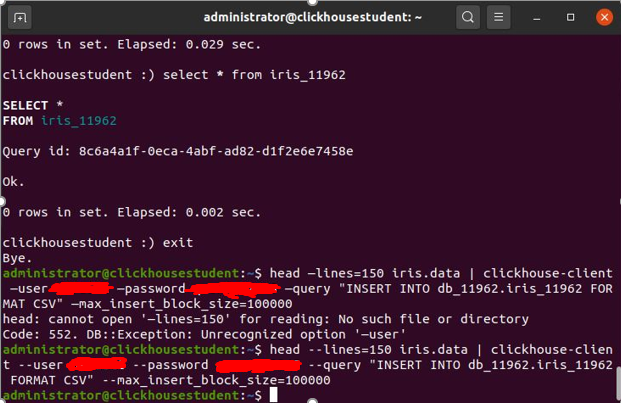 administrator@clickhousestudent: ~
0 rows in set. Elapsed: 0.029 sec.
clickhousestudent :) select * from iris_11962
SELECT *
FROM iris_11962
Query id: 8c6a4a1f-0eca-4abf-ad82-d1f2e6e7458e
Ok.
0 rows in set. Elapsed: 0.002 sec.
clickhousestudent :) exit
Bye.
administrator@clickhousestudent:~$ head –lines=150 iris.data | clickhouse-client
–user –password –query "INSERT INTO db_11962.iris_11962 FOR
MAT CSV" –max_insert_block_size=100000
head: cannot open '–lines=150' for reading: No such file or directory
Code: 552. DB::Exception: Unrecognized option '–user'
administrator@clickhousestudent:~$ head --lines=150 iris.data | clickhouse-clien
t --user --password --query "INSERT INTO db_11962.iris_11962
FORMAT CSV" --max_insert_block_size=100000
administrator@clickhousestudent:~$